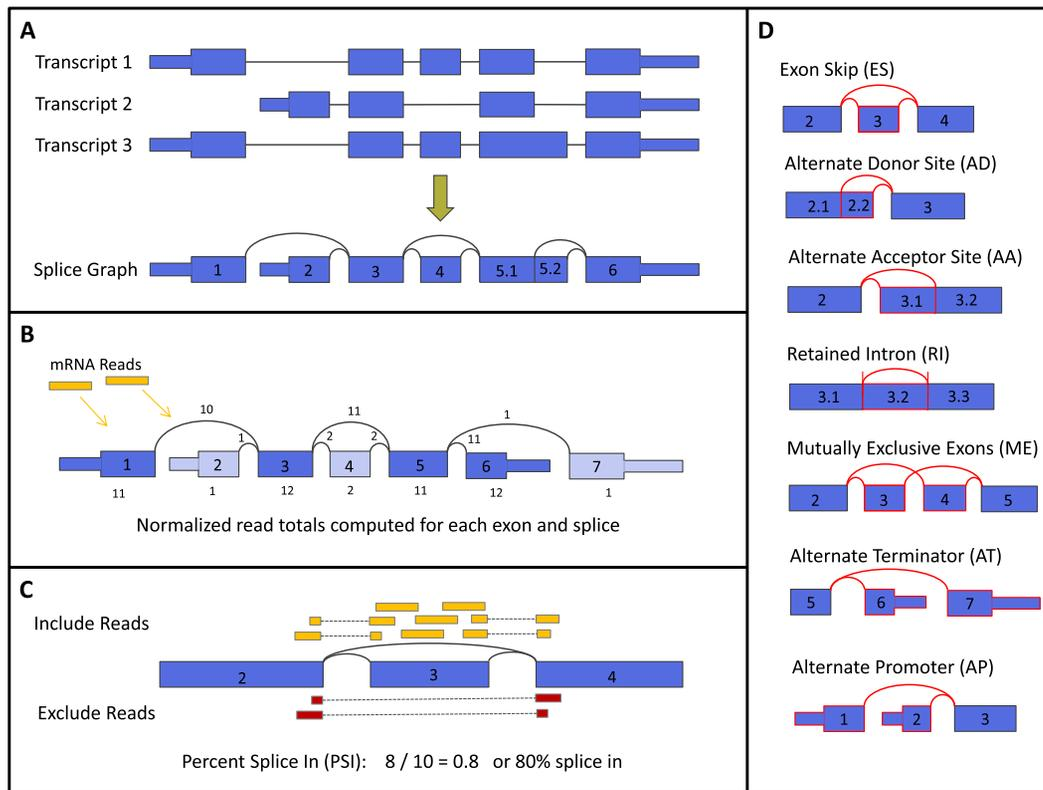 A
Transcript 1
Transcript 2
Transcript 3
Splice Graph
1 2 3 4 5.1 5.2 6
B
mRNA Reads
10 11 1
1 2 2 11
1 2 3 4 5 6 7
11 1 12 2 11 12 1
Normalized read totals computed for each exon and splice
C
Include Reads
2 3 4
Exclude Reads
Percent Splice In (PSI): 8 / 10 = 0.8 or 80% splice in
D
Exon Skip (ES)
2 3 4
Alternate Donor Site (AD)
2.1 2.2 3
Alternate Acceptor Site (AA)
2 3.1 3.2
Retained Intron (RI)
3.1 3.2 3.3
Mutually Exclusive Exons (ME)
2 3 4 5
Alternate Terminator (AT)
5 6 7
Alternate Promoter (AP)
1 2 3